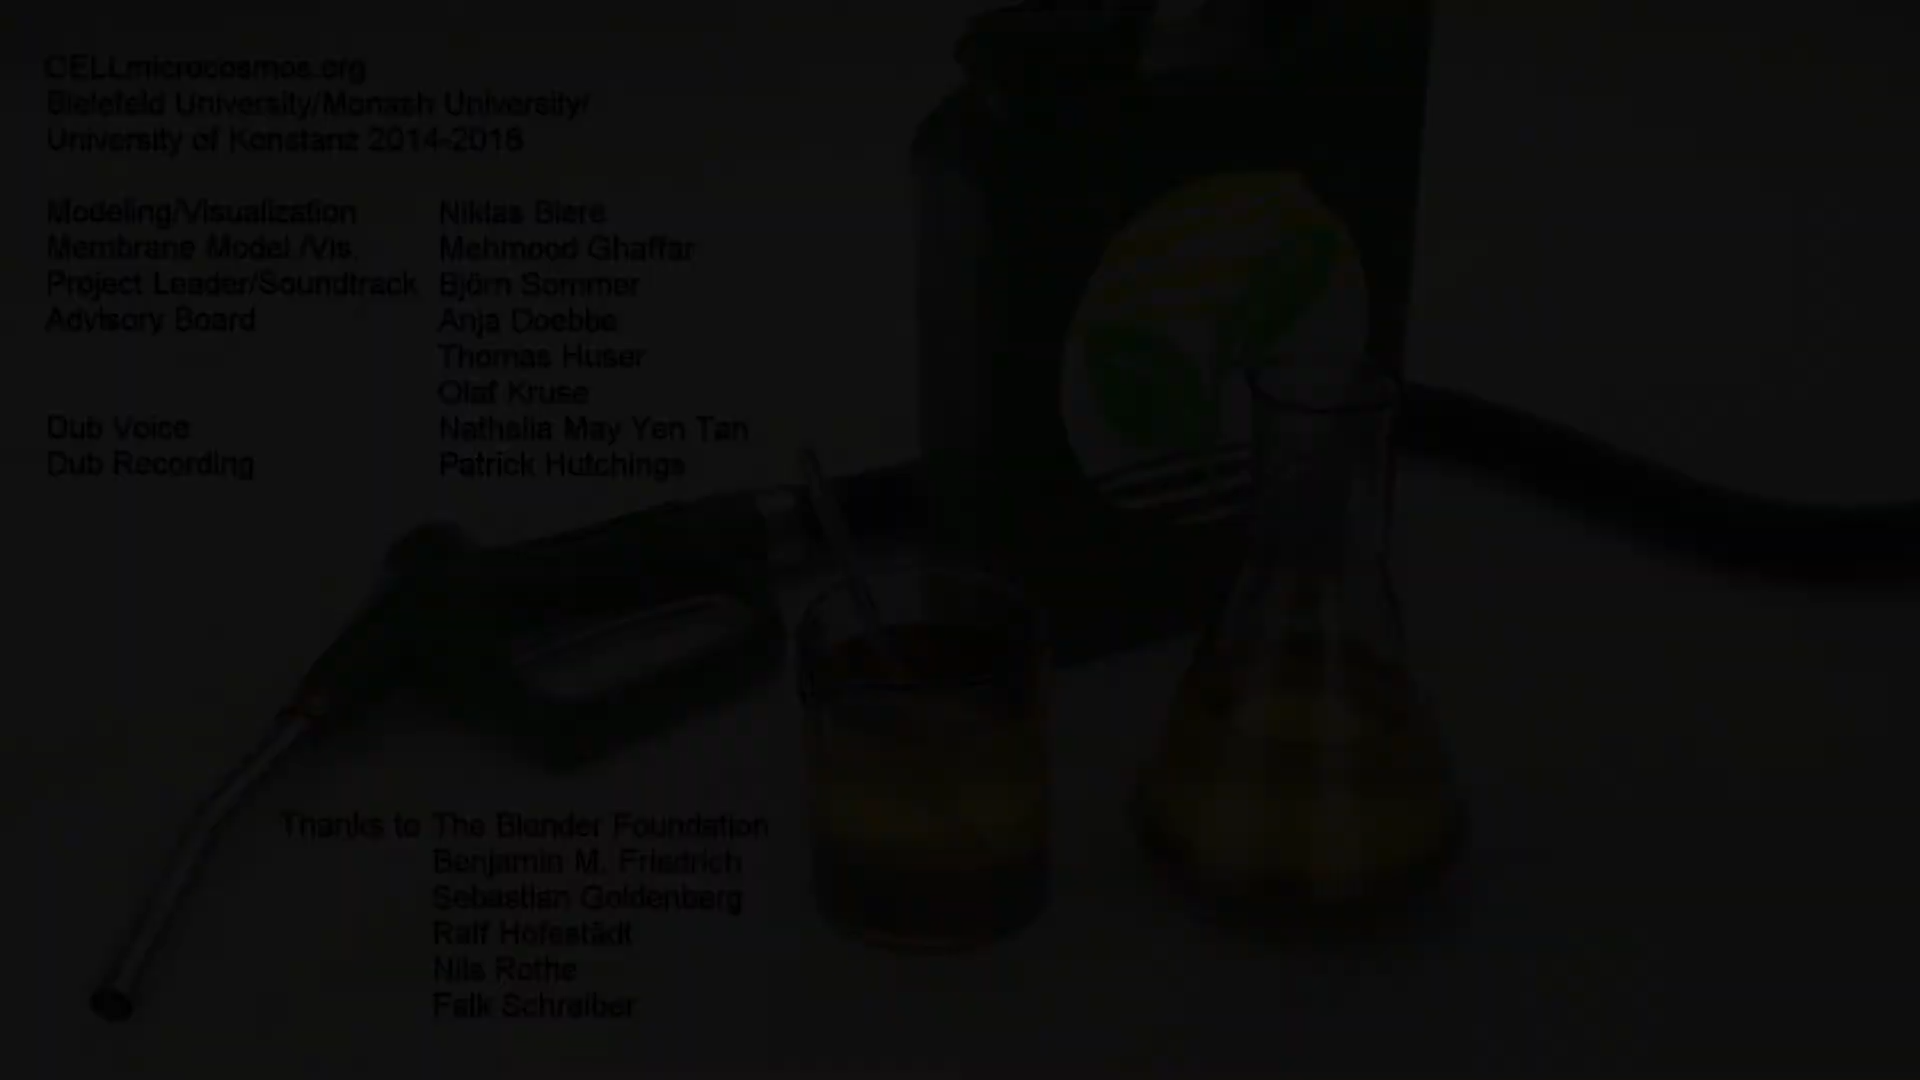 CELLmicrocosmos.org
Bielefeld University/Monash University/
University of Konstanz 2014-2018
Modeling/Visualization Niklas Biere
Membrane Model./Vis. Mehmood Ghaffar
Project Leader/Soundtrack Björn Sommer
Advisory Board Anja Doebbe
Thomas Huser
Olaf Kruse
Dub Voice Nathalia May Yen Tan
Dub Recording Patrick Hutchings
Thanks to The Blender Foundation
Benjamin M. Friedrich
Sebastian Goldenberg
Ralf Hofestädt
Nils Rothe
Falk Schreiber